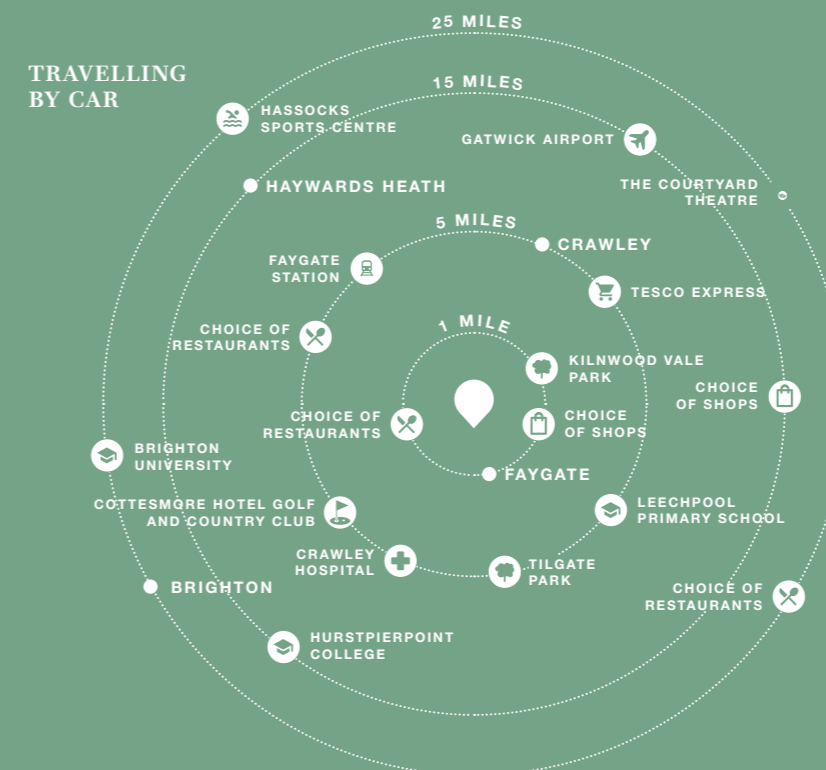 TRAVELLING
BY CAR
25 MILES
15 MILES
HASSOCKS
SPORTS CENTRE
GATWICK AIRPORT
HAYWARDS HEATH
THE COURTYARD
THEATRE
5 MILES
CRAWLEY
FAYGATE
STATION
TESCO EXPRESS
1 MILE
CHOICE OF
RESTAURANTS
KILNWOOD VALE
PARK
CHOICE
OF SHOPS
CHOICE OF
RESTAURANTS
CHOICE
OF SHOPS
BRIGHTON
UNIVERSITY
FAYGATE
COTTESMORE HOTEL GOLF
AND COUNTRY CLUB
LEECHPOOL
PRIMARY SCHOOL
CRAWLEY
HOSPITAL
TILGATE
PARK
BRIGHTON
CHOICE OF
RESTAURANTS
HURSTPIERPOINT
COLLEGE